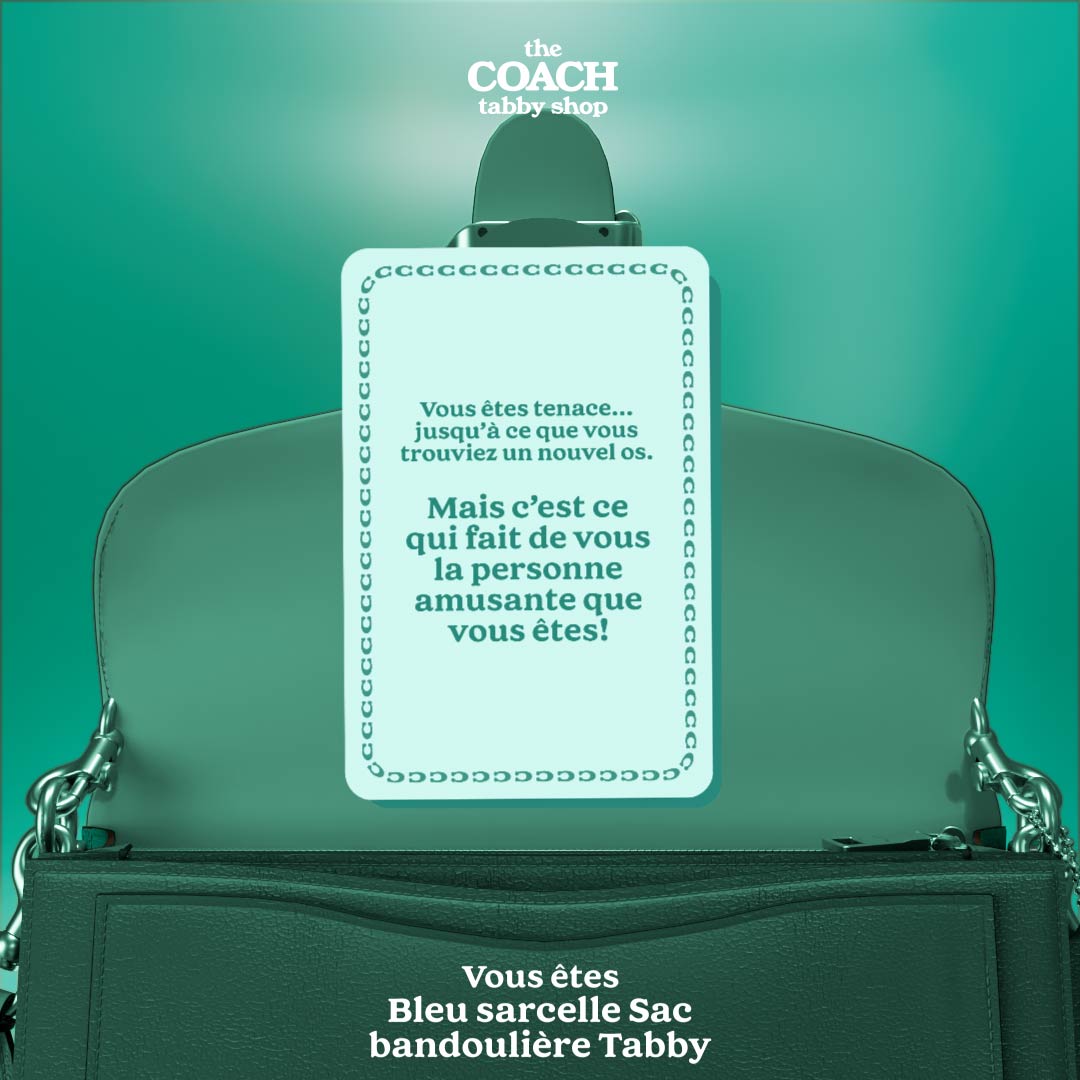 the
COACH
tabby shop
Vous êtes tenace...
jusqu'à ce que vous
trouviez un nouvel os.
Mais c'est ce
qui fait de vous
la personne
amusante que
vous êtes!
Vous êtes
Bleu sarcelle Sac
bandoulière Tabby